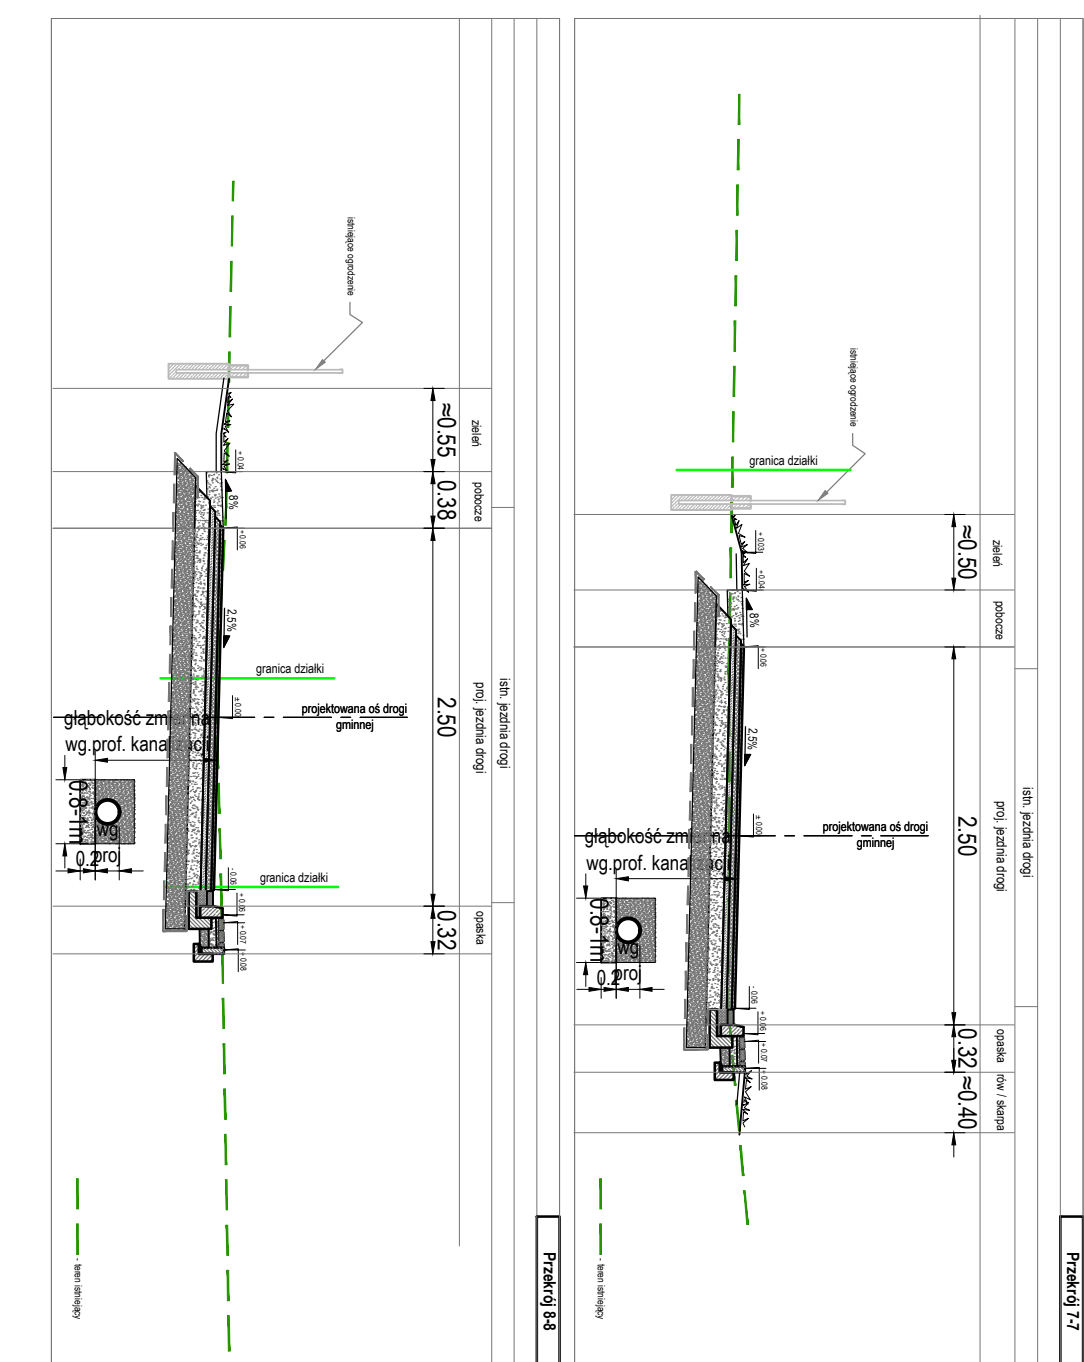 Przekrój 7-7
istn. jezdnia drogi
zieleń
pobocze
proj. jezdnia drogi
opaska
rów / skarpa
≈0.50
2.50
0.32
≈0.40
istniejące ogrodzenie
granica działki
+ 0.03
+ 0.04
8%
+ 0.06
2,5%
± 0.00
projektowana oś drogi
gminnej
- 0.06
+ 0.06
+ 0.07
+ 0.08
głąbokość zmienna
wg.prof. kanalizacji
0.8-1m
wg
proj
0.2
- teren istniejący
Przekrój 8-8
istn. jezdnia drogi
zieleń
pobocze
proj. jezdnia drogi
opaska
≈0.55
0.38
2.50
0.32
istniejące ogrodzenie
+ 0.04
8%
+ 0.06
2,5%
granica działki
± 0.00
projektowana oś drogi
gminnej
granica działki
- 0.06
+ 0.06
+ 0.07
+ 0.08
głąbokość zmienna
wg.prof. kanalizacji
0.8-1m
wg
proj
0.2
- teren istniejący